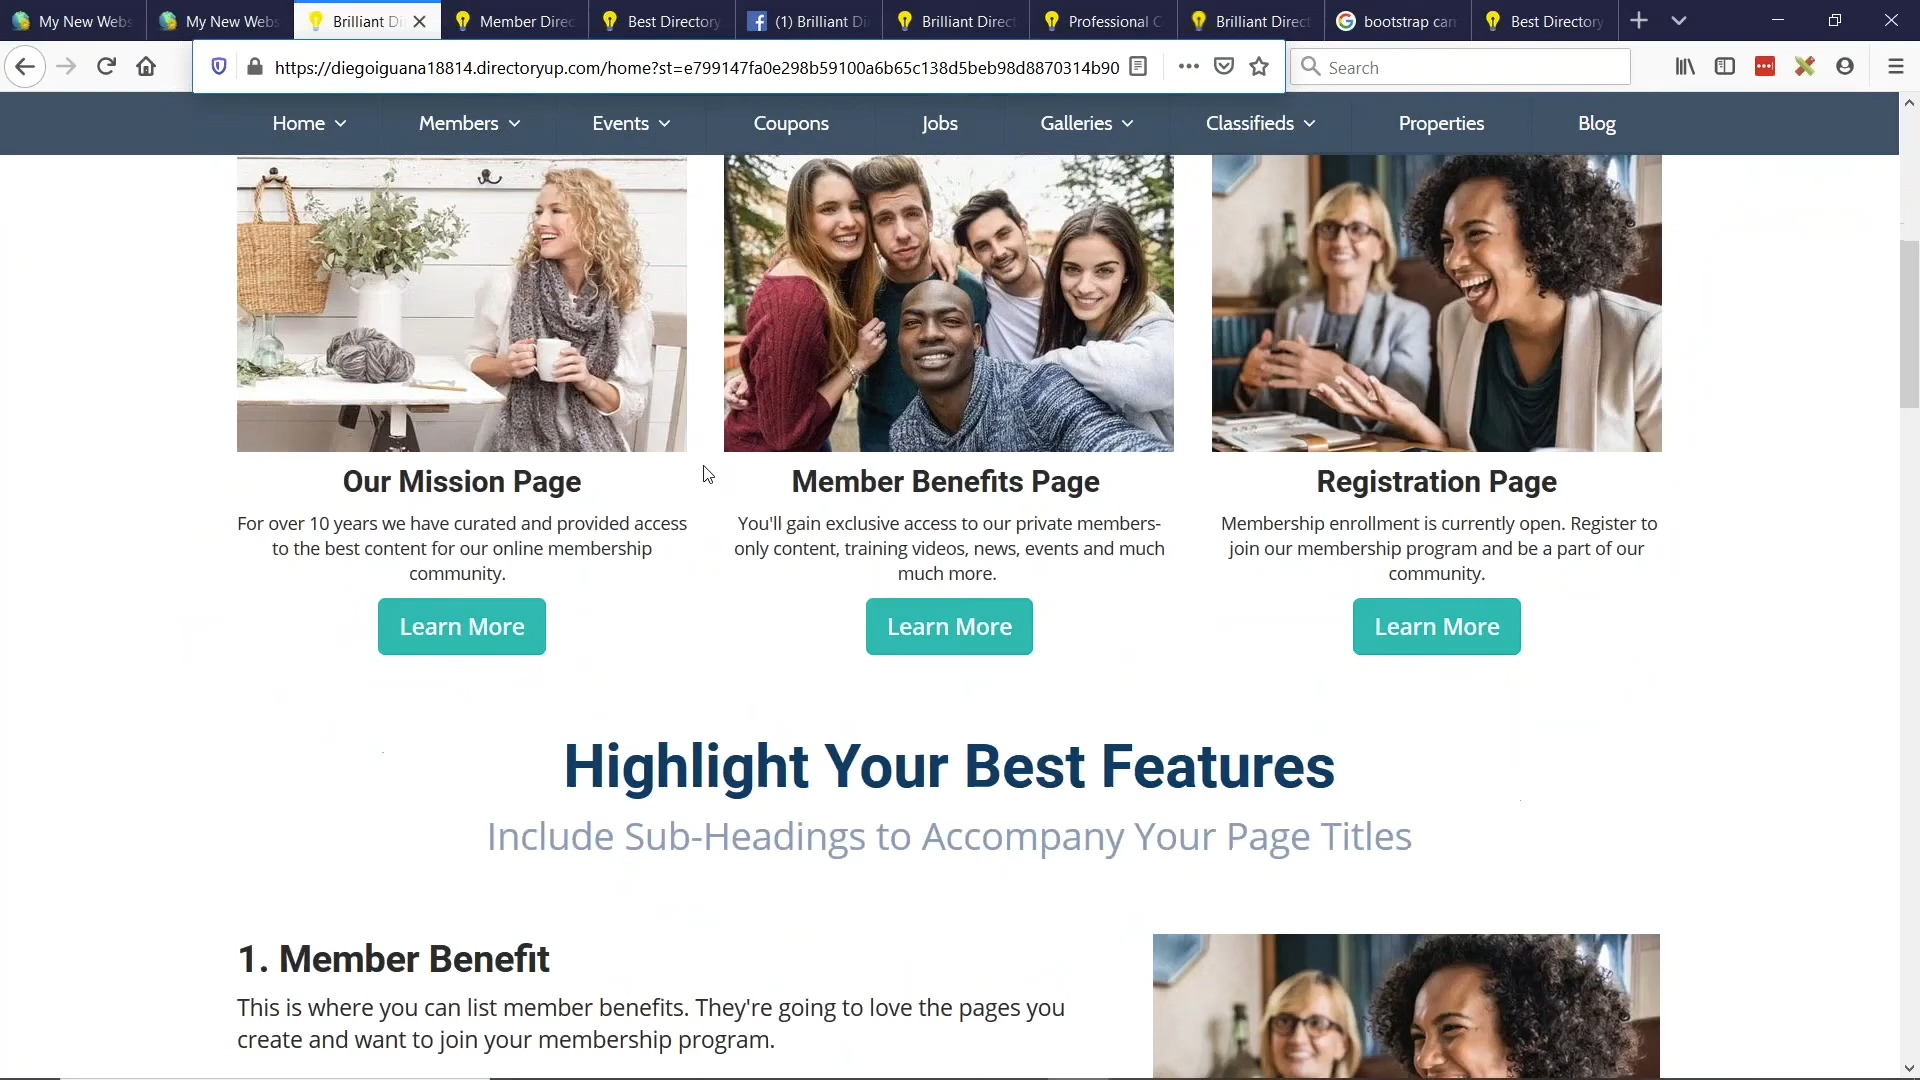 My New Webs
My New Webs
Brilliant Di
Member Direc
Best Directory
(1) Brilliant Di
Brilliant Direct
Professional C
Brilliant Direct
bootstrap car
Best Directory
https://diegoiguana18814.directoryup.com/home?st=e799147fa0e298b59100a6b65c138d5beb98d8870314b90
Search
Home
Members
Events
Coupons
Jobs
Galleries
Classifieds
Properties
Blog
Our Mission Page
For over 10 years we have curated and provided access
to the best content for our online membership
community.
Learn More
Member Benefits Page
You'll gain exclusive access to our private members-
only content, training videos, news, events and much
much more.
Learn More
Registration Page
Membership enrollment is currently open. Register to
join our membership program and be a part of our
community.
Learn More
Highlight Your Best Features
Include Sub-Headings to Accompany Your Page Titles
1. Member Benefit
This is where you can list member benefits. They're going to love the pages you
create and want to join your membership program.